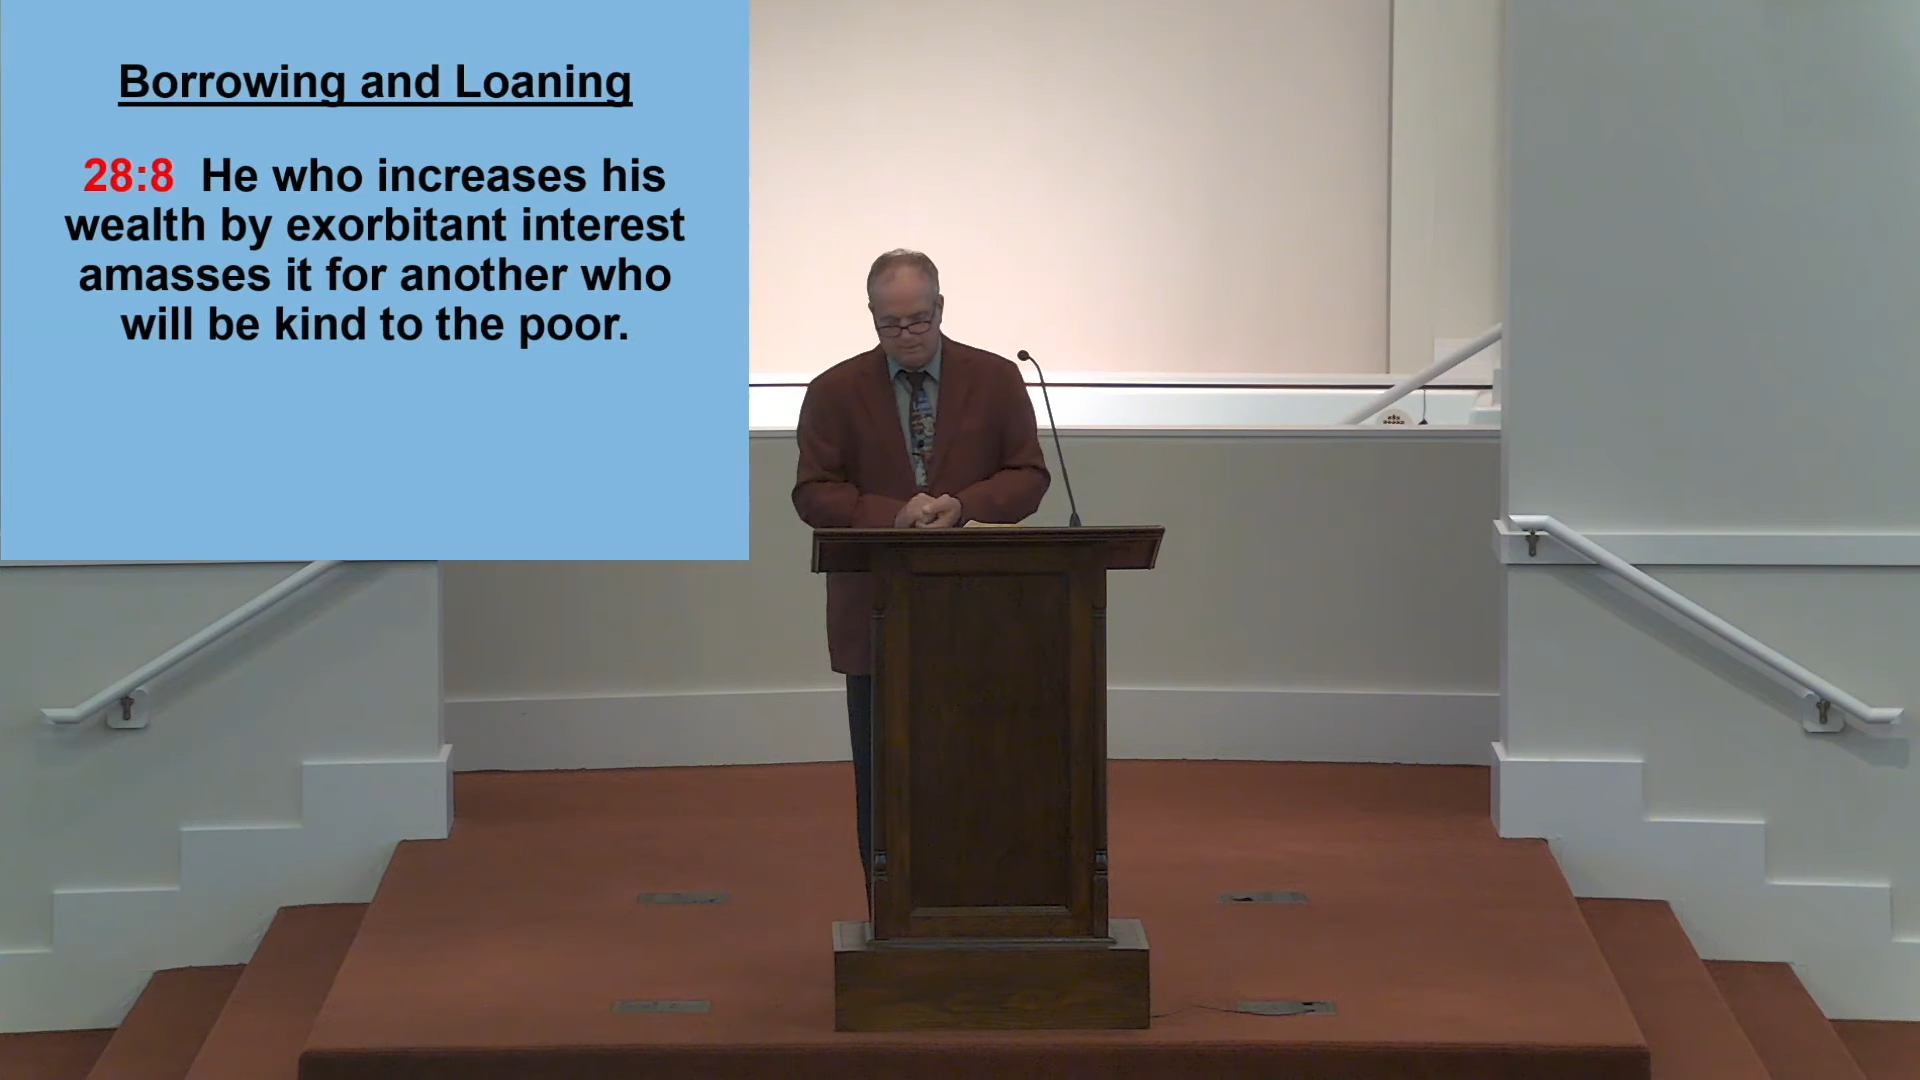 Borrowing and Loaning
28:8 He who increases his
wealth by exorbitant interest
amasses it for another who
will be kind to the poor.